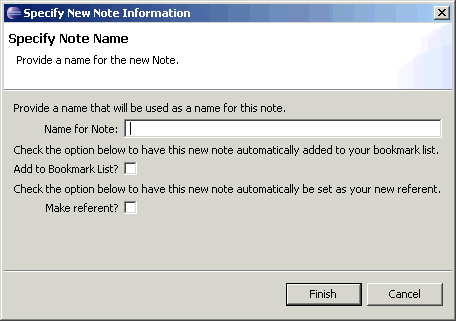 Specify New Note Information
Specify Note Name
Provide a name for the new Note.
Provide a name that will be used as a name for this note.
Name for Note:
Check the option below to have this new note automatically added to your bookmark list.
Add to Bookmark List?
Check the option below to have this new note automatically be set as your new referent.
Make referent?
Finish Cancel